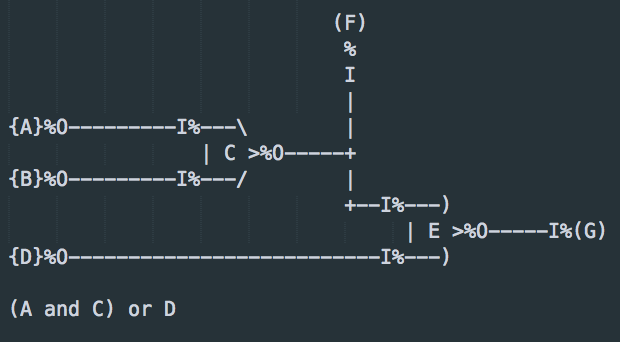 (F)
                            %
                            I
                            |
{A}%O---------I%---\        |
                | C >%O-----+
{B}%O---------I%---/        |
                            +--I%---)
                                 | E >%O-----I%(G)
{D}%O--------------------------I%---)

(A and C) or D